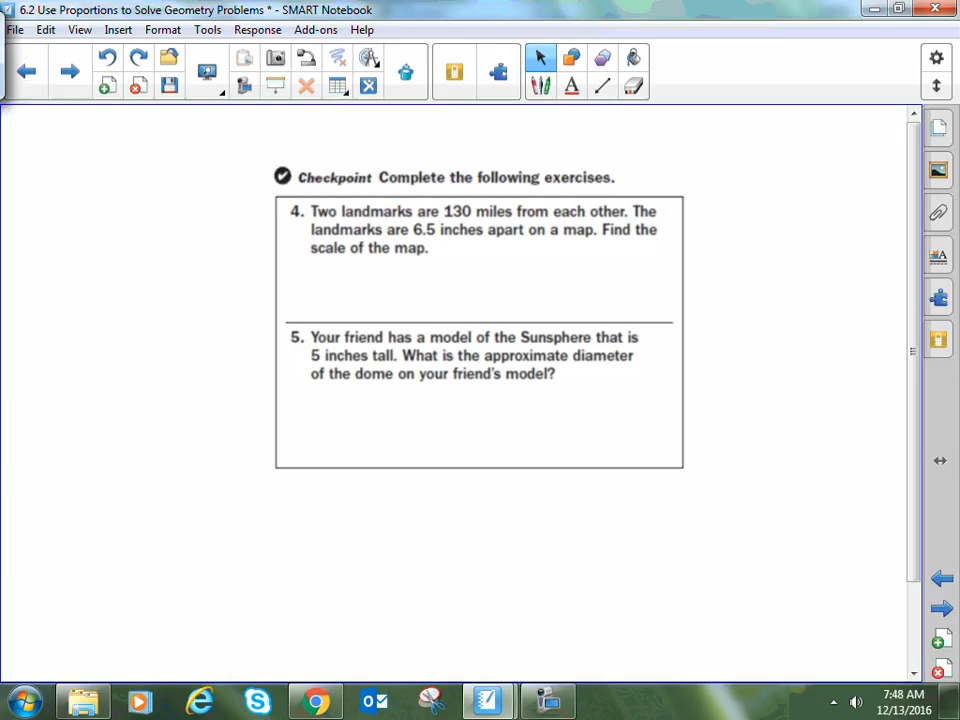 6.2 Use Proportions to Solve Geometry Problems * - SMART Notebook
File Edit View Insert Format Tools Response Add-ons Help
Checkpoint Complete the following exercises.
4. Two landmarks are 130 miles from each other. The
landmarks are 6.5 inches apart on a map. Find the
scale of the map.
5. Your friend has a model of the Sunsphere that is
5 inches tall. What is the approximate diameter
of the dome on your friend's model?
7:48 AM
12/13/2016